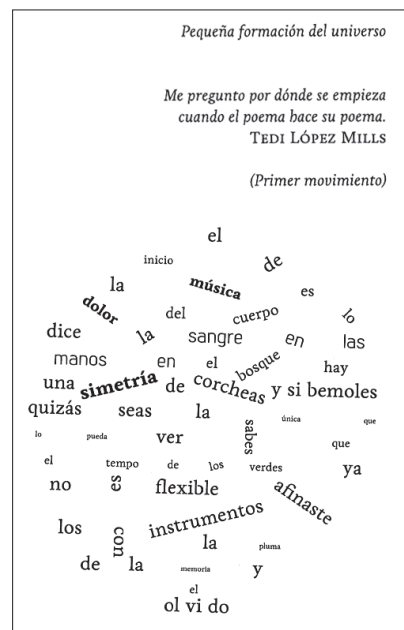 Pequeña formación del universo
Me pregunto por dónde se empieza
cuando el poema hace su poema.
TEDI LÓPEZ MILLS
(Primer movimiento)
el
inicio de
la música es
dolor del cuerpo lo
dice la sangre en las
manos en el bosque hay
una simetría de corcheas y si bemoles
quizás seas la única que
lo pueda ver sabes que
el tempo de los verdes ya
no es flexible afinaste
los instrumentos
con la pluma
de la memoria y
el
ol vi do